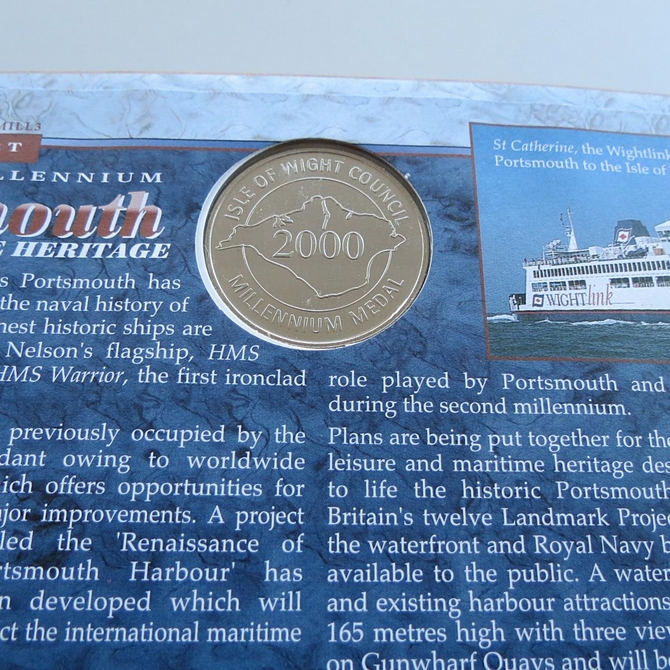 MILL3
T
LLENNIUM
outh
HERITAGE
s Portsmouth has
the naval history of
nest historic ships are
Nelson's flagship, HMS
HMS Warrior, the first ironclad
previously occupied by the
dant owing to worldwide
ich offers opportunities for
jor improvements. A project
led the 'Renaissance of
rtsmouth Harbour' has
n developed which will
ct the international maritime
ISLE OF WIGHT COUNCIL
2000
MILLENNIUM MEDAL
St Catherine, the Wightlink
Portsmouth to the Isle of
WIGHTlink
role played by Portsmouth and
during the second millennium.
Plans are being put together for the
leisure and maritime heritage des
to life the historic Portsmouth
Britain's twelve Landmark Projec
the waterfront and Royal Navy b
available to the public. A water
and existing harbour attractions
165 metres high with three view
on Gunwharf Quays and will be